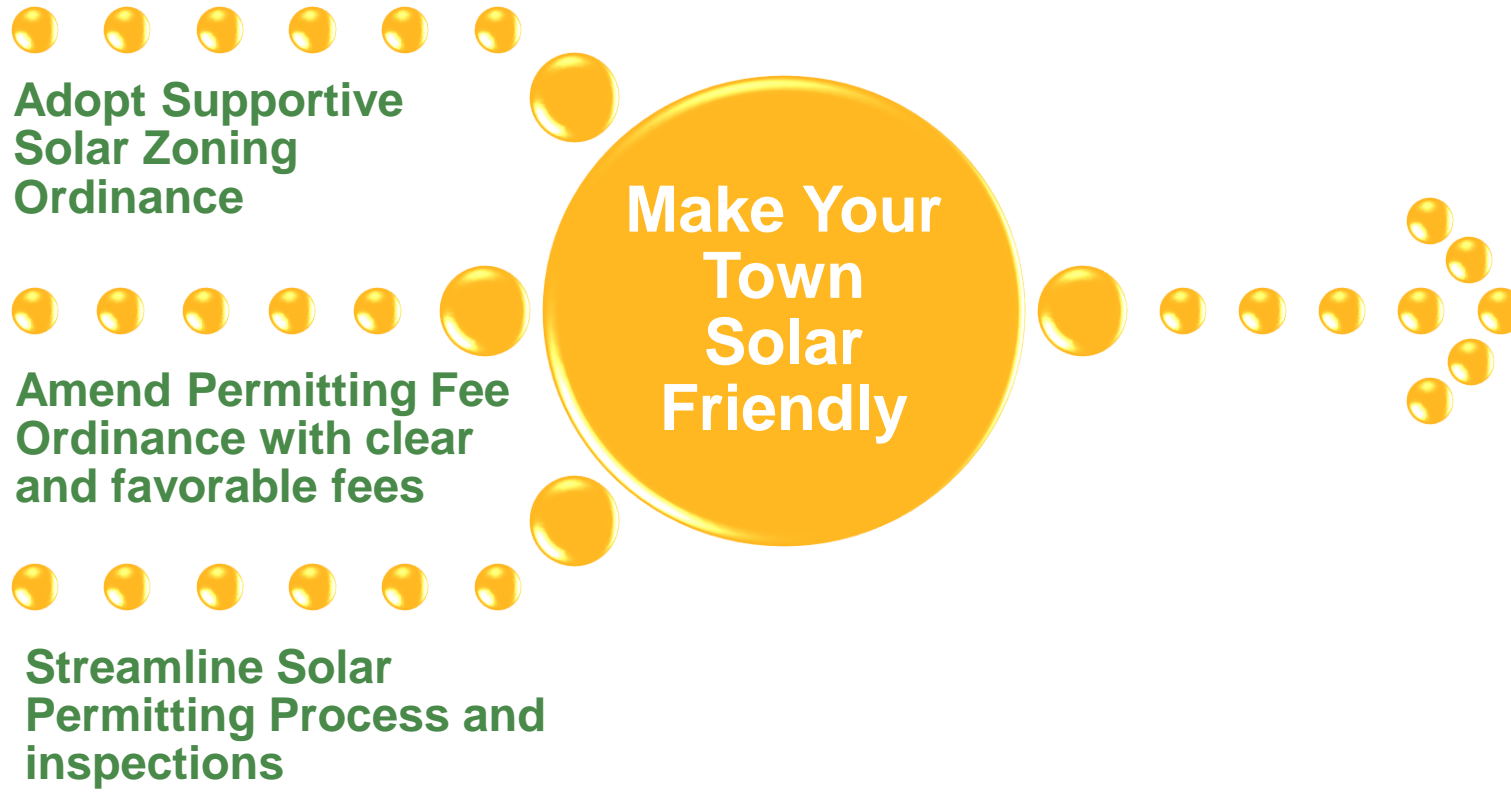 Adopt Supportive
Solar Zoning
Ordinance
Amend Permitting Fee
Ordinance with clear
and favorable fees
Streamline Solar
Permitting Process and
inspections
Make Your
Town
Solar
Friendly